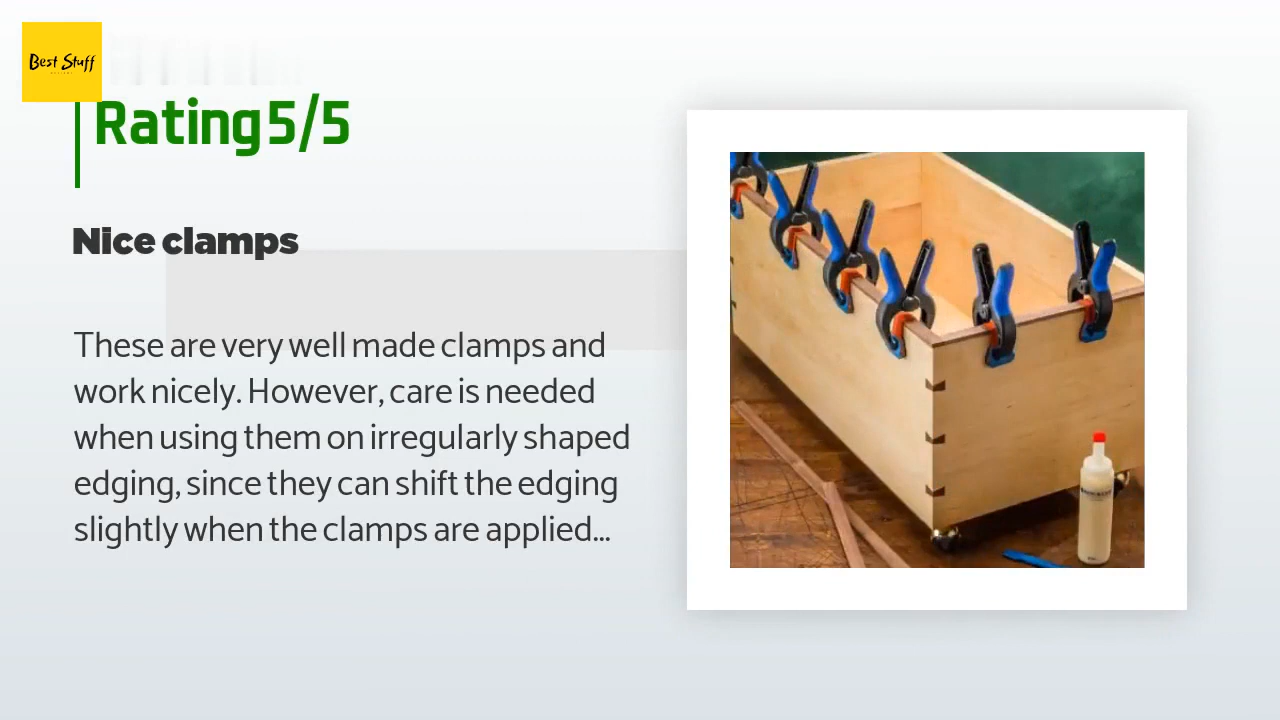 Best Stuff
Rating 5/5
Nice clamps
These are very well made clamps and
work nicely. However, care is needed
when using them on irregularly shaped
edging, since they can shift the edging
slightly when the clamps are applied...